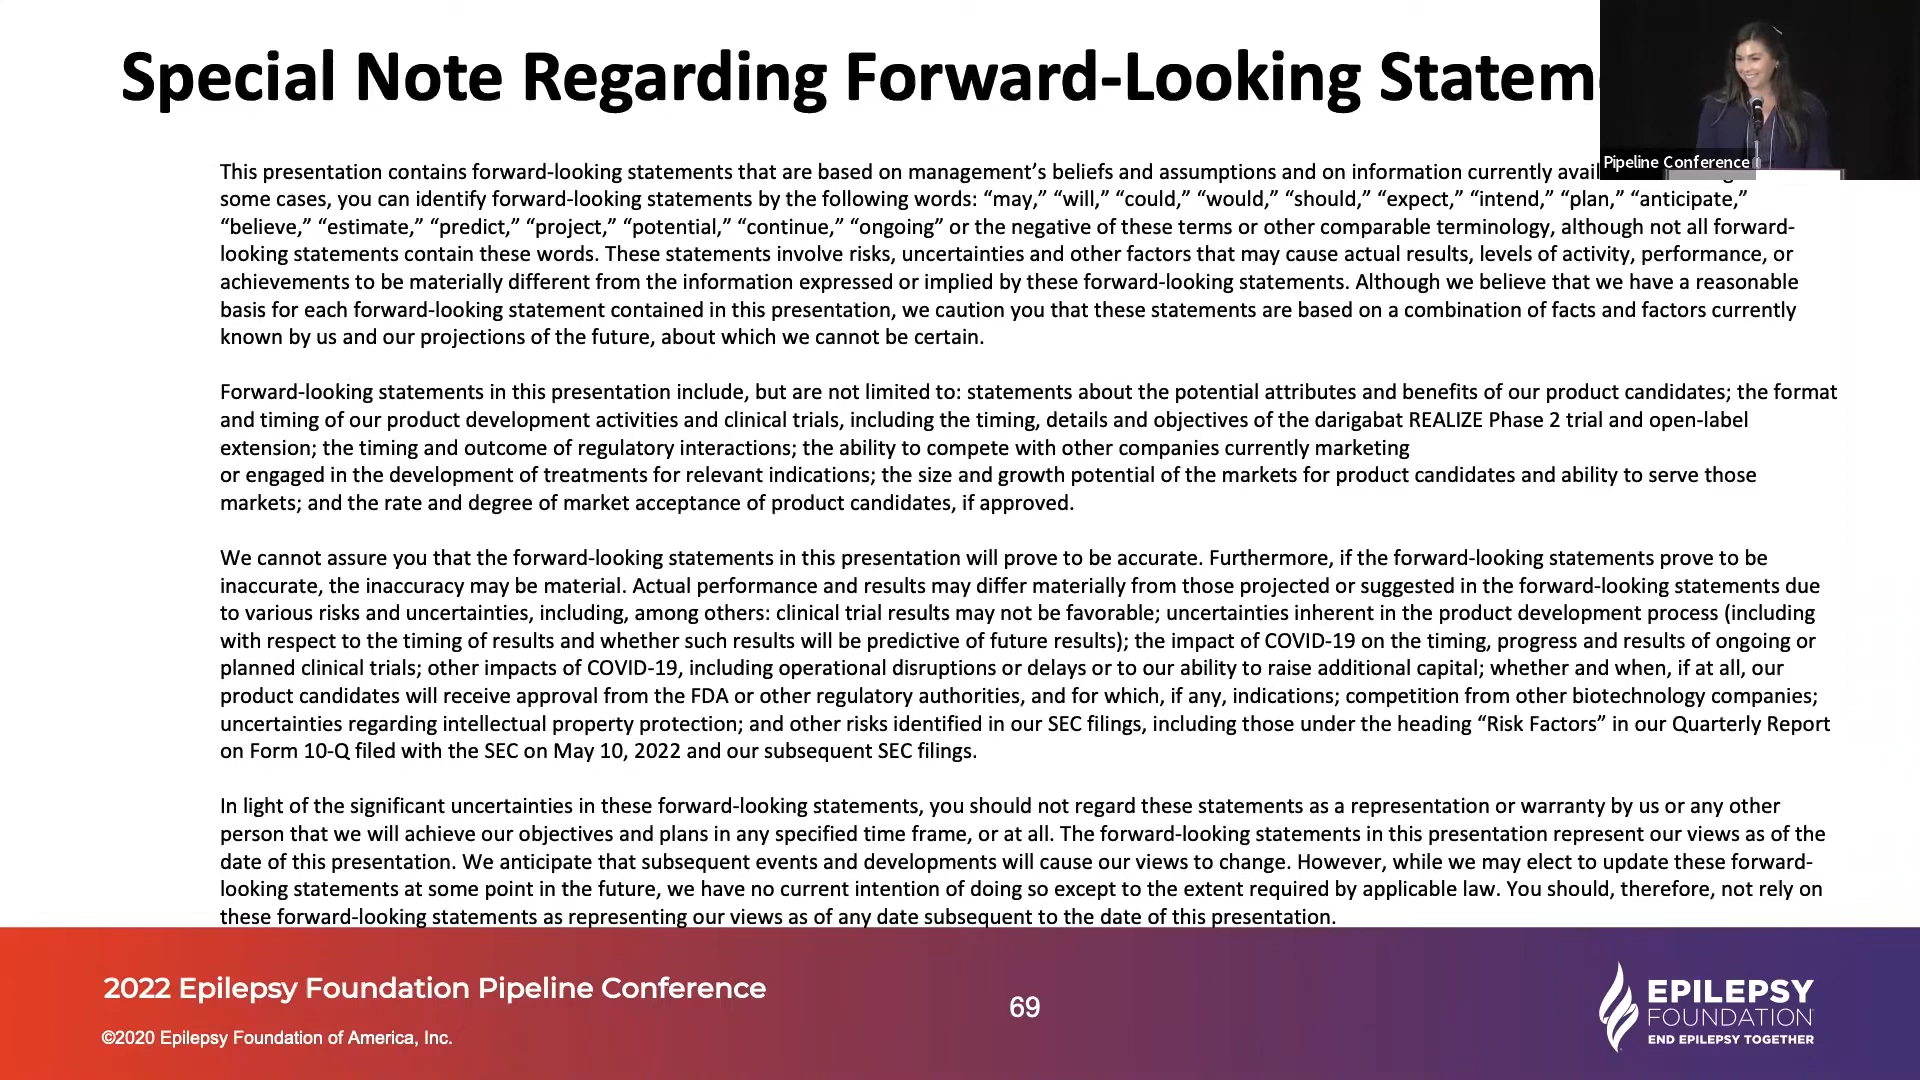 Special Note Regarding Forward-Looking Statem
Pipeline Conference
This presentation contains forward-looking statements that are based on management’s beliefs and assumptions and on information currently avail
some cases, you can identify forward-looking statements by the following words: “may,” “will,” “could,” “would,” “should,” “expect,” “intend,” “plan,” “anticipate,”
“believe,” “estimate,” “predict,” “project,” “potential,” “continue,” “ongoing” or the negative of these terms or other comparable terminology, although not all forward-
looking statements contain these words. These statements involve risks, uncertainties and other factors that may cause actual results, levels of activity, performance, or
achievements to be materially different from the information expressed or implied by these forward-looking statements. Although we believe that we have a reasonable
basis for each forward-looking statement contained in this presentation, we caution you that these statements are based on a combination of facts and factors currently
known by us and our projections of the future, about which we cannot be certain.
Forward-looking statements in this presentation include, but are not limited to: statements about the potential attributes and benefits of our product candidates; the format
and timing of our product development activities and clinical trials, including the timing, details and objectives of the darigabat REALIZE Phase 2 trial and open-label
extension; the timing and outcome of regulatory interactions; the ability to compete with other companies currently marketing
or engaged in the development of treatments for relevant indications; the size and growth potential of the markets for product candidates and ability to serve those
markets; and the rate and degree of market acceptance of product candidates, if approved.
We cannot assure you that the forward-looking statements in this presentation will prove to be accurate. Furthermore, if the forward-looking statements prove to be
inaccurate, the inaccuracy may be material. Actual performance and results may differ materially from those projected or suggested in the forward-looking statements due
to various risks and uncertainties, including, among others: clinical trial results may not be favorable; uncertainties inherent in the product development process (including
with respect to the timing of results and whether such results will be predictive of future results); the impact of COVID-19 on the timing, progress and results of ongoing or
planned clinical trials; other impacts of COVID-19, including operational disruptions or delays or to our ability to raise additional capital; whether and when, if at all, our
product candidates will receive approval from the FDA or other regulatory authorities, and for which, if any, indications; competition from other biotechnology companies;
uncertainties regarding intellectual property protection; and other risks identified in our SEC filings, including those under the heading “Risk Factors” in our Quarterly Report
on Form 10-Q filed with the SEC on May 10, 2022 and our subsequent SEC filings.
In light of the significant uncertainties in these forward-looking statements, you should not regard these statements as a representation or warranty by us or any other
person that we will achieve our objectives and plans in any specified time frame, or at all. The forward-looking statements in this presentation represent our views as of the
date of this presentation. We anticipate that subsequent events and developments will cause our views to change. However, while we may elect to update these forward-
looking statements at some point in the future, we have no current intention of doing so except to the extent required by applicable law. You should, therefore, not rely on
these forward-looking statements as representing our views as of any date subsequent to the date of this presentation.
2022 Epilepsy Foundation Pipeline Conference
©2020 Epilepsy Foundation of America, Inc.
69
EPILEPSY
FOUNDATION
END EPILEPSY TOGETHER